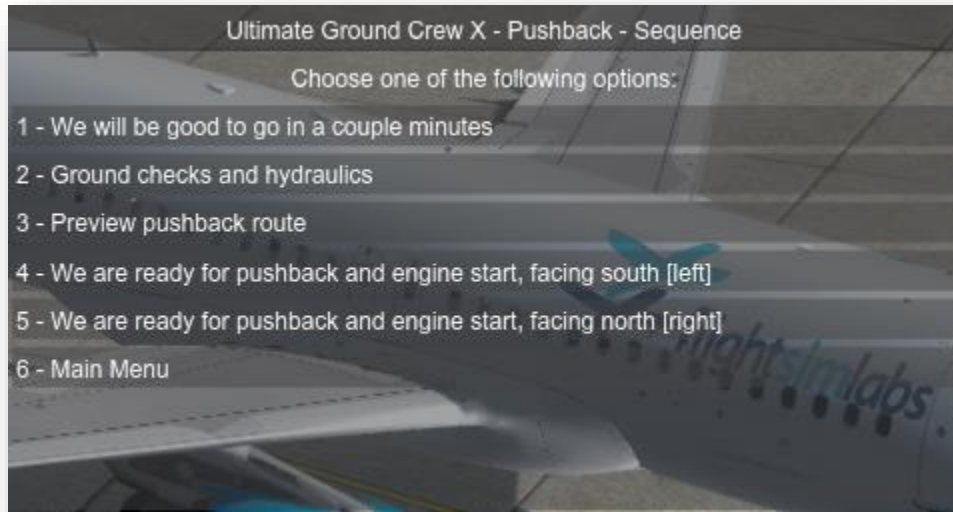 Ultimate Ground Crew X - Pushback - Sequence
Choose one of the following options:
1 - We will be good to go in a couple minutes
2 - Ground checks and hydraulics
3 - Preview pushback route
4 - We are ready for pushback and engine start, facing south [left]
5 - We are ready for pushback and engine start, facing north [right]
6 - Main Menu
flightsimlabs